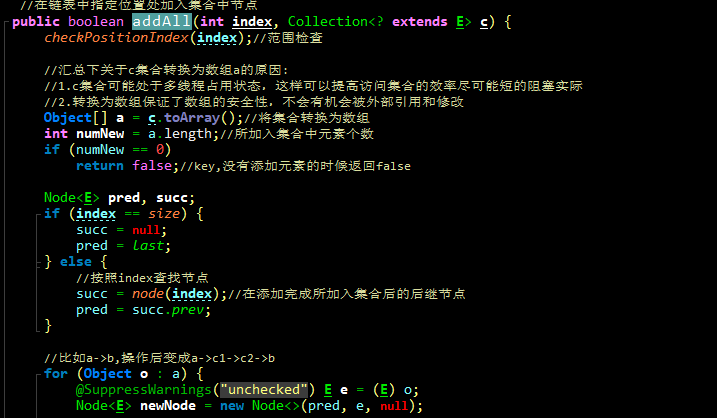 //在链表中指定位置处加入集合中节点
public boolean addAll(int index, Collection<? extends E> c) {
checkPositionIndex(index);//范围检查
//汇总下关于c集合转换为数组a的原因:
//1.c集合可能处于多线程占用状态, 这样可以提高访问集合的效率尽可能短的阻塞实际
//2.转换为数组保证了数组的安全性, 不会有机会被外部引用和修改
Object[] a = c.toArray();//将集合转换为数组
int numNew = a.length;//所加入集合中元素个数
if (numNew == 0)
return false;//key,没有添加元素的时候返回false
Node<E> pred, succ;
if (index == size) {
succ = null;
pred = last;
} else {
//按照index查找节点
succ = node(index);//在添加完成所加入集合后的后继节点
pred = succ.prev;
}
//比如a->b,操作后变成a->c1->c2->b
for (Object o : a) {
@SuppressWarnings("unchecked") E e = (E) o;
Node<E> newNode = new Node<>(pred, e, null);